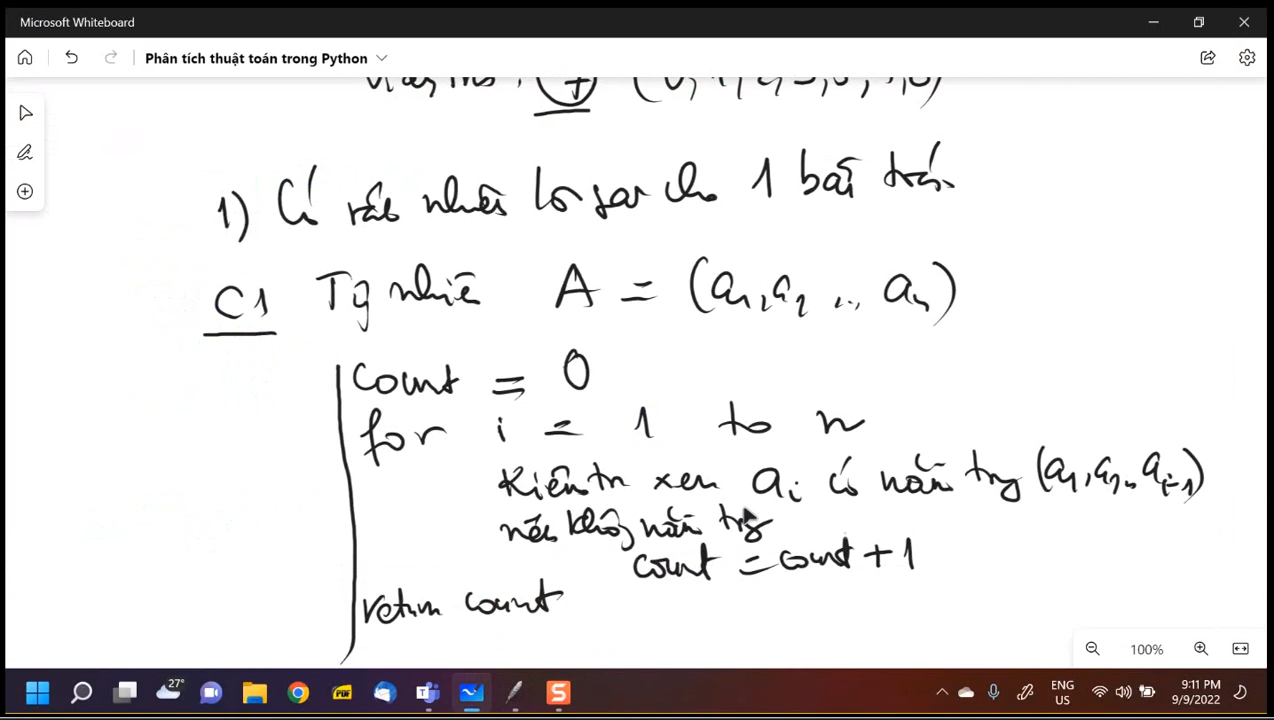 Microsoft Whiteboard
Phân tích thuật toán trong Python
7
1) Có rất nhiều lời giải cho 1 bài toán
C1 Tự nhiên A = (a1, a2 ... an)
count = 0
for i = 1 to n
Kiểm tra xem ai có nằm trong (a1, a2 .. ai-1)
nếu không nằm trong
count = count + 1
return count
100%
27°
PDF
S
ENG
US
9:11 PM
9/9/2022